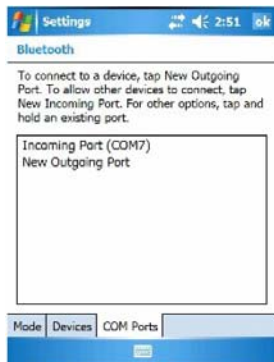 Settings 2:51 ok
Bluetooth
To connect to a device, tap New Outgoing
Port. To allow other devices to connect, tap
New Incoming Port. For other options, tap and
hold an existing port.
Incoming Port (COM7)
New Outgoing Port
Mode Devices COM Ports